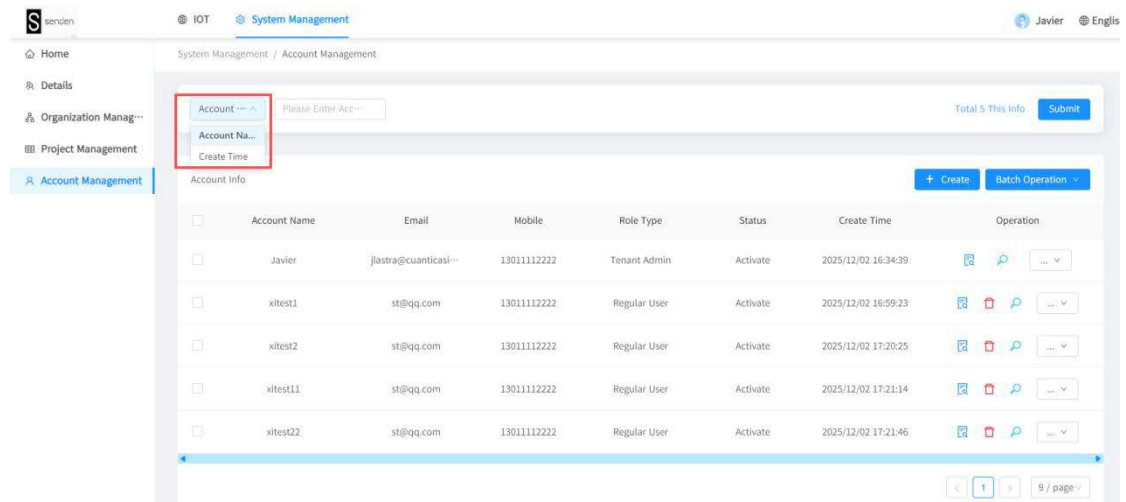 S senden
IOT System Management Javier Englis
Home
Details
Organization Manag···
Project Management
Account Management
System Management / Account Management
Account ··· Please Enter Acc··· Total 5 This Info Submit
Account Na...
Create Time
Account Info + Create Batch Operation
Account Name Email Mobile Role Type Status Create Time Operation
Javier jlastra@cuanticasi··· 13011112222 Tenant Admin Activate 2025/12/02 16:34:39 ...
xitest1 st@qq.com 13011112222 Regular User Activate 2025/12/02 16:59:23 ...
xitest2 st@qq.com 13011112222 Regular User Activate 2025/12/02 17:20:25 ...
xitest11 st@qq.com 13011112222 Regular User Activate 2025/12/02 17:21:14 ...
xitest22 st@qq.com 13011112222 Regular User Activate 2025/12/02 17:21:46 ...
< 1 > 9 / page